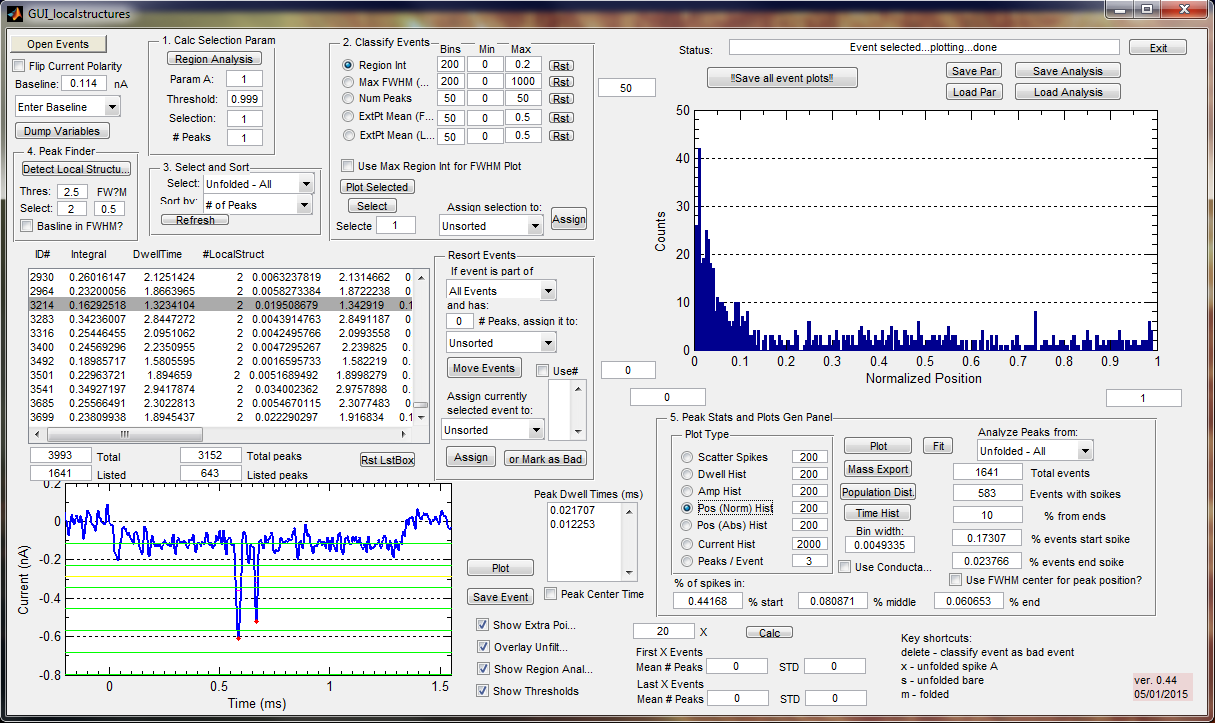 GUI_localstructures
Open Events
Flip Current Polarity
Baseline: 0.114 nA
Enter Baseline
Dump Variables
1. Calc Selection Param
Region Analysis
Param A: 1
Threshold: 0.999
Selection: 1
# Peaks 1
2. Classify Events
Bins Min Max
Region Int 200 0 0.2 Rst
Max FWHM (... 200 0 1000 Rst
Num Peaks 50 0 50 Rst
ExtPt Mean (F... 50 0 0.5 Rst
ExtPt Mean (L... 50 0 0.5 Rst
Use Max Region Int for FWHM Plot
Plot Selected
Select
Selecte 1
Assign selection to:
Unsorted
Assign
3. Select and Sort
Select: Unfolded - All
Sort by: # of Peaks
Refresh
4. Peak Finder
Detect Local Structu...
Thres: 2.5 FW?M
Select: 2 0.5
Basline in FWHM?
Status: Event selected...plotting...done
Exit
!!Save all event plots!!
Save Par
Save Analysis
Load Par
Load Analysis
50
50
40
30
20
10
0
Counts
0 0.1 0.2 0.3 0.4 0.5 0.6 0.7 0.8 0.9 1
Normalized Position
0
0
1
ID# Integral DwellTime #LocalStruct
2930 0.26016147 2.1251424 2 0.0063237819 2.1314662 0
2964 0.23200056 1.8663965 2 0.0058273384 1.8722238 0
3214 0.16292518 1.3234104 2 0.019508679 1.342919 0.1
3283 0.34236007 2.8447272 2 0.0043914763 2.8491187 0
3316 0.25446455 2.0951062 2 0.0042495766 2.0993558 0
3400 0.24569296 2.2350955 2 0.0047295267 2.239825 0.
3492 0.18985717 1.5805595 2 0.0016595733 1.582219 0.
3501 0.22963721 1.894659 2 0.0051689492 1.8998279 0.
3541 0.34927197 2.9417874 2 0.034002362 2.9757898 0.
3685 0.25566491 2.3022813 2 0.0054670115 2.3077483 0.
3699 0.23809938 1.8945437 2 0.022290297 1.916834 0.1
3993 Total 3152 Total peaks
1641 Listed 643 Listed peaks
Rst LstBox
Resort Events
If event is part of
All Events
and has:
0 # Peaks, assign it to:
Unsorted
Move Events
Use#
Assign currently
selected event to:
Unsorted
Assign
or Mark as Bad
0.2
0
-0.2
-0.4
-0.6
-0.8
Current (nA)
0 0.5 1 1.5
Time (ms)
Peak Dwell Times (ms)
0.021707
0.012253
Plot
Save Event
Peak Center Time
Show Extra Poi...
Overlay Unfilt...
Show Region Anal...
Show Thresholds
5. Peak Stats and Plots Gen Panel
Plot Type
Scatter Spikes 200
Dwell Hist 200
Amp Hist 200
Pos (Norm) Hist 200
Pos (Abs) Hist 200
Current Hist 2000
Peaks / Event 3
Plot
Fit
Mass Export
Population Dist.
Time Hist
Bin width:
0.0049335
Use Conducta...
Analyze Peaks from:
Unfolded - All
1641 Total events
583 Events with spikes
10 % from ends
0.17307 % events start spike
0.023766 % events end spike
Use FWHM center for peak position?
% of spikes in:
0.44168 % start 0.080871 % middle 0.060653 % end
20 X Calc
First X Events
Mean # Peaks 0 STD 0
Last X Events
Mean # Peaks 0 STD 0
Key shortcuts:
delete - classify event as bad event
x - unfolded spike A
s - unfolded bare
m - folded
ver. 0.44
05/01/2015